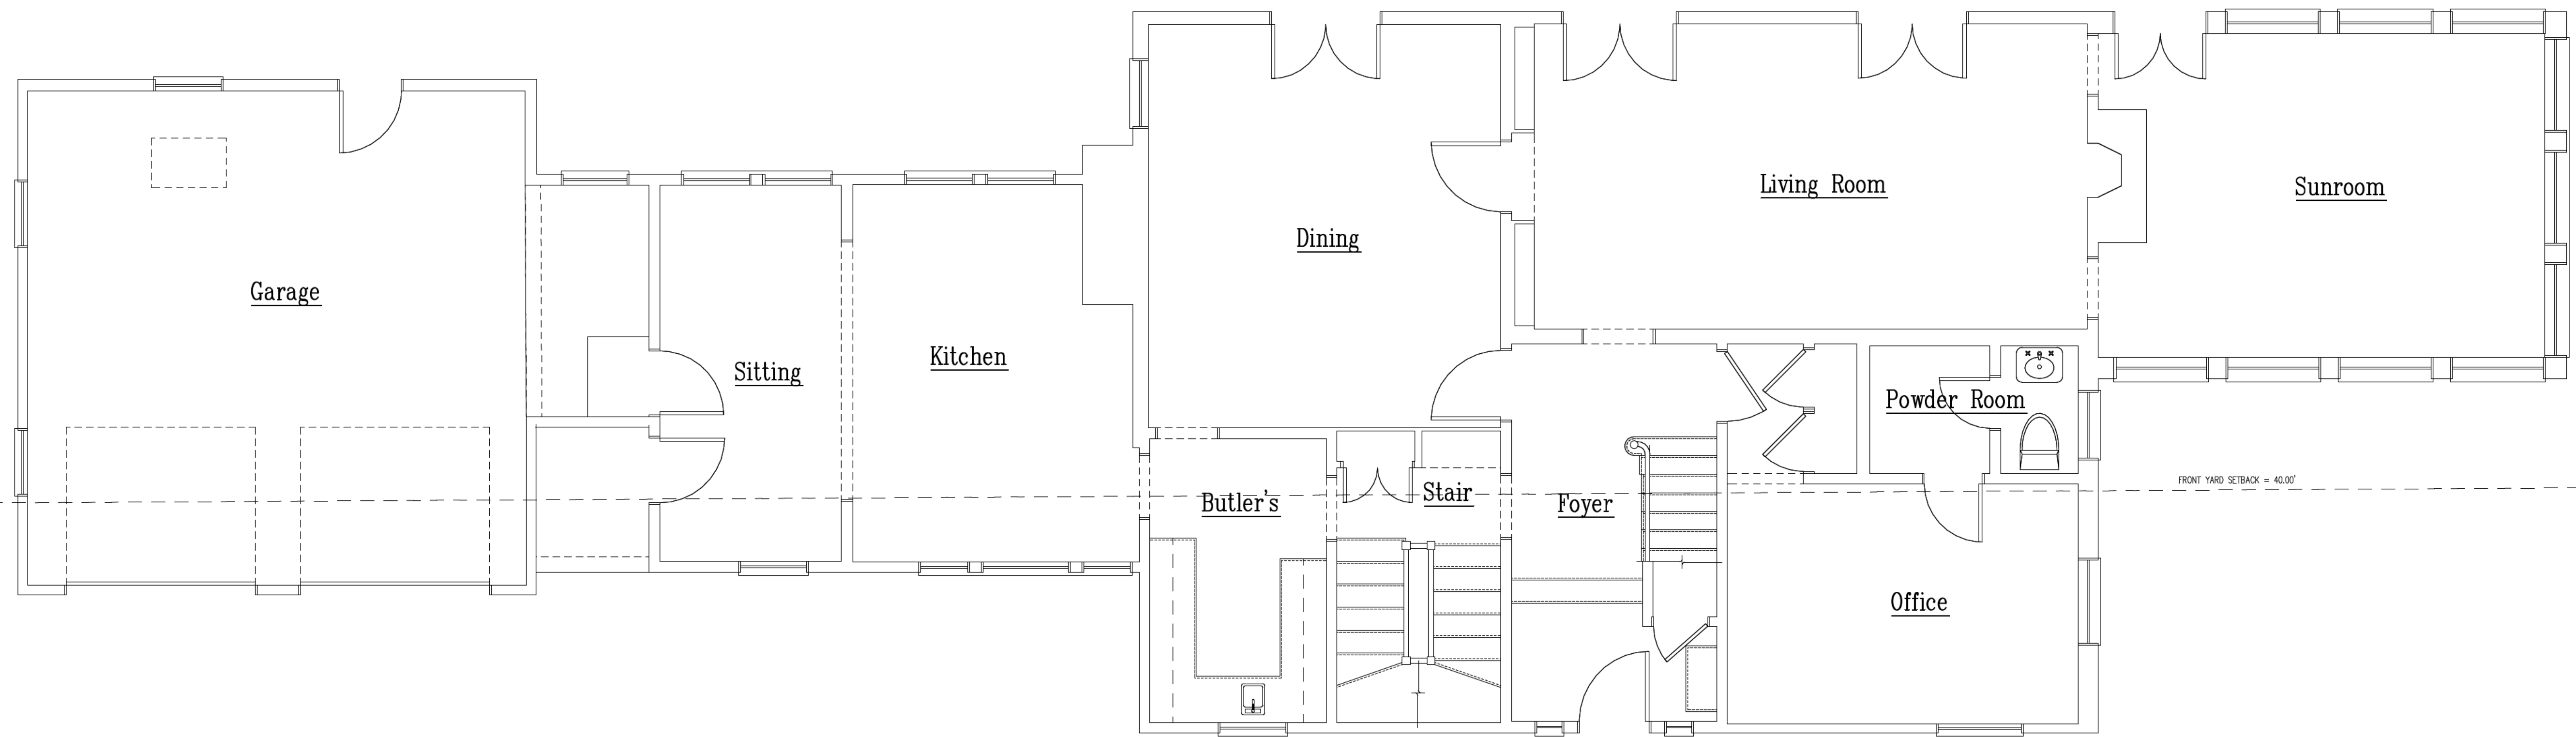 Living Room
Sunroom
Dining
Garage
Kitchen
Sitting
Powder Room
FRONT YARD SETBACK = 40.00'
Butler's
Stair
Foyer
Office